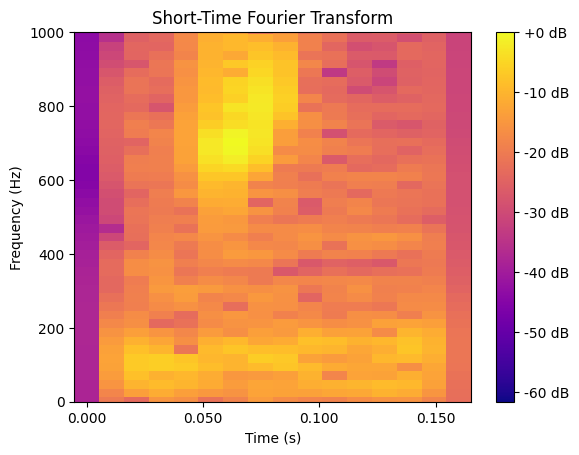 Short-Time Fourier Transform
1000
800
600
400
200
0
Frequency (Hz)
0.000
0.050
0.100
0.150
Time (s)
+0 dB
-10 dB
-20 dB
-30 dB
-40 dB
-50 dB
-60 dB